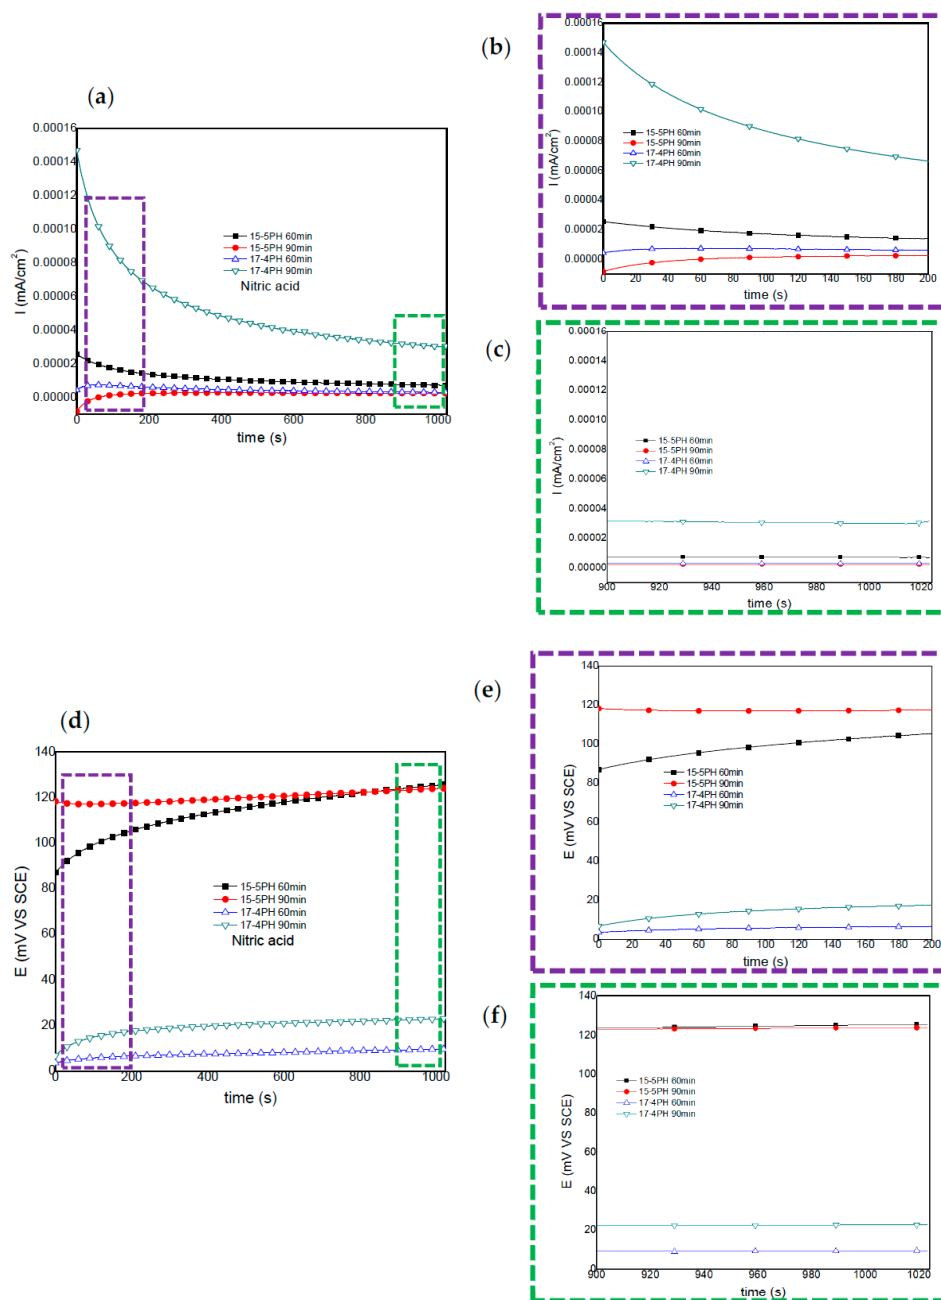 (a)
0.00016
0.00014
0.00012
0.00010
0.00008
0.00006
0.00004
0.00002
0.00000
I (mA/cm²)
15-5PH 60min
15-5PH 90min
17-4PH 60min
17-4PH 90min
Nitric acid
0 200 400 600 800 1000
time (s)
(b)
0.00016
0.00014
0.00012
0.00010
0.00008
0.00006
0.00004
0.00002
0.00000
I (mA/cm²)
15-5PH 60min
15-5PH 90min
17-4PH 60min
17-4PH 90min
0 20 40 60 80 100 120 140 160 180 200
time (s)
(c)
0.00016
0.00014
0.00012
0.00010
0.00008
0.00006
0.00004
0.00002
0.00000
I (mA/cm²)
15-5PH 60min
15-5PH 90min
17-4PH 60min
17-4PH 90min
900 920 940 960 980 1000 1020
time (s)
(d)
140
120
100
80
60
40
20
0
E (mV VS SCE)
15-5PH 60min
15-5PH 90min
17-4PH 60min
17-4PH 90min
Nitric acid
0 200 400 600 800 1000
time (s)
(e)
140
120
100
80
60
40
20
0
E (mV VS SCE)
15-5PH 60min
15-5PH 90min
17-4PH 60min
17-4PH 90min
0 20 40 60 80 100 120 140 160 180 200
time (s)
(f)
140
120
100
80
60
40
20
0
E (mV VS SCE)
15-5PH 60min
15-5PH 90min
17-4PH 60min
17-4PH 90min
900 920 940 960 980 1000 1020
time (s)